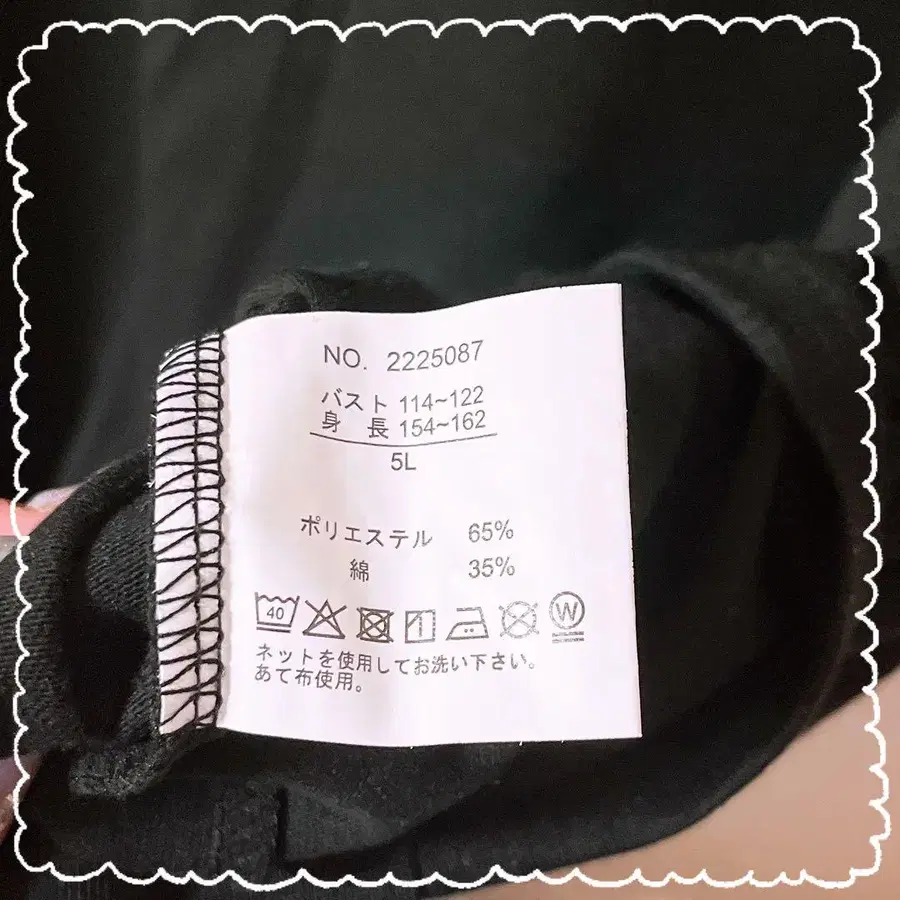 NO. 2225087
バスト 114~122
身 長 154~162
5L
ポリエステル 65%
綿 35%
40 W
ネットを使用してお洗い下さい。
あて布使用。